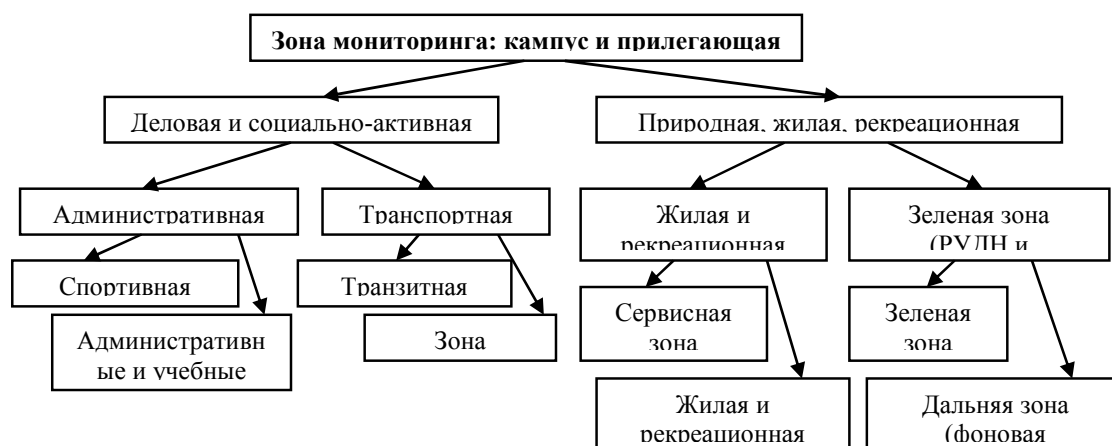 Зона мониторинга: кампус и прилегающая
Деловая и социально-активная
Природная, жилая, рекреационная
Административная
Транспортная
Жилая и
рекреационная
Зеленая зона
(РУДН и
Спортивная
Транзитная
Сервисная
зона
Зеленая
зона
Административн
ые и учебные
Зона
Жилая и
рекреационная
Дальняя зона
(фоновая